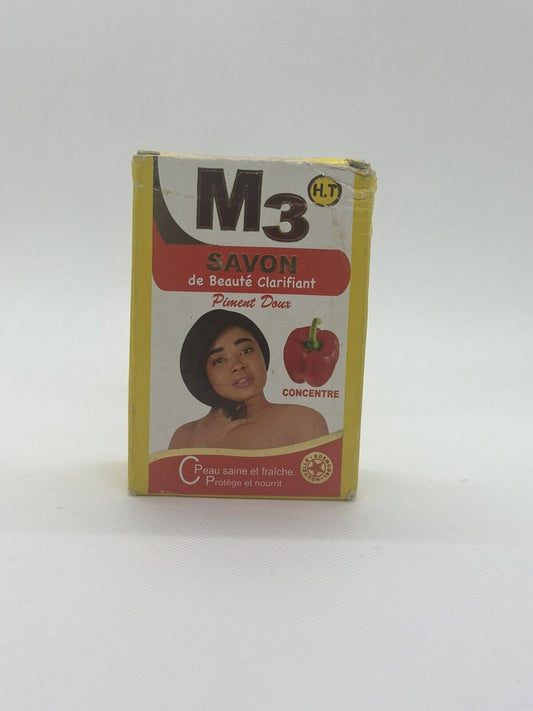 M3
H.T
SAVON
de Beauté Clarifiant
Piment Doux
CONCENTRE
C Peau saine et fraîche
Protège et nourrit